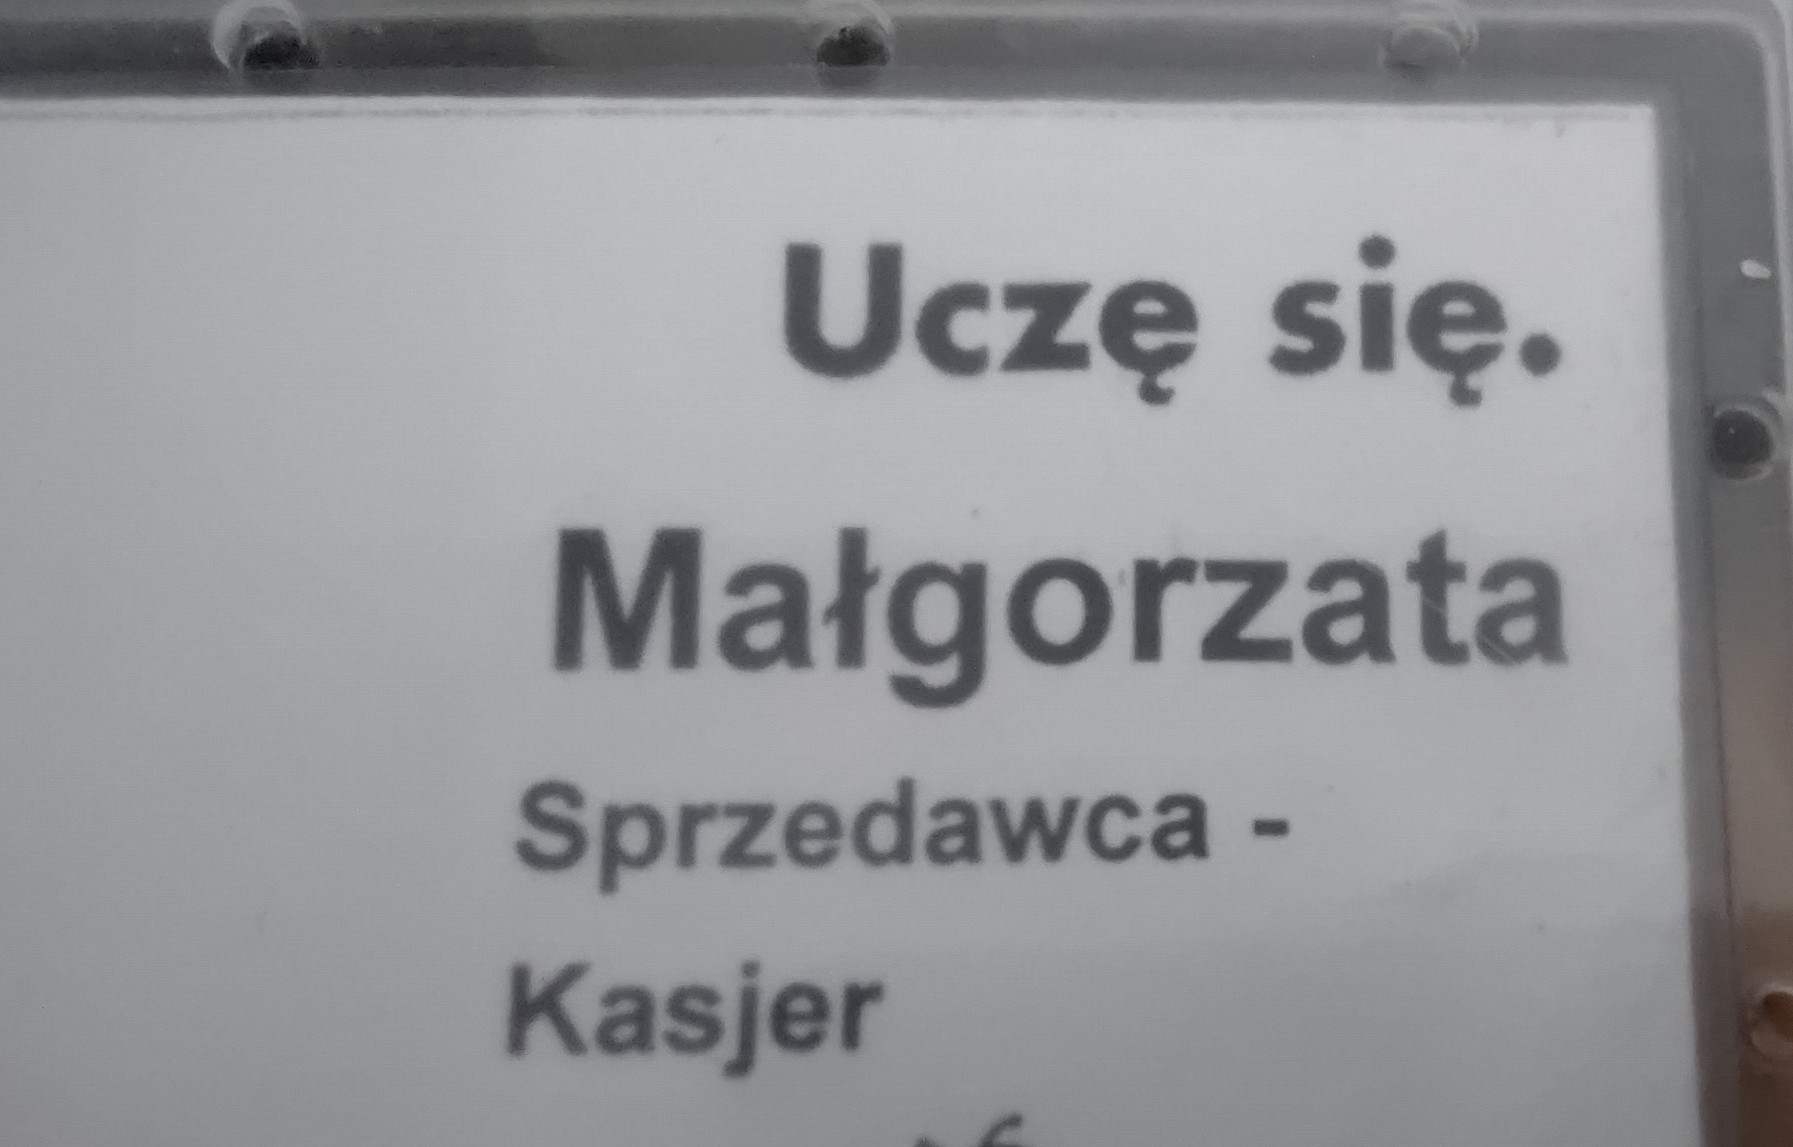 Uczę się.
Małgorzata
Sprzedawca -
Kasjer